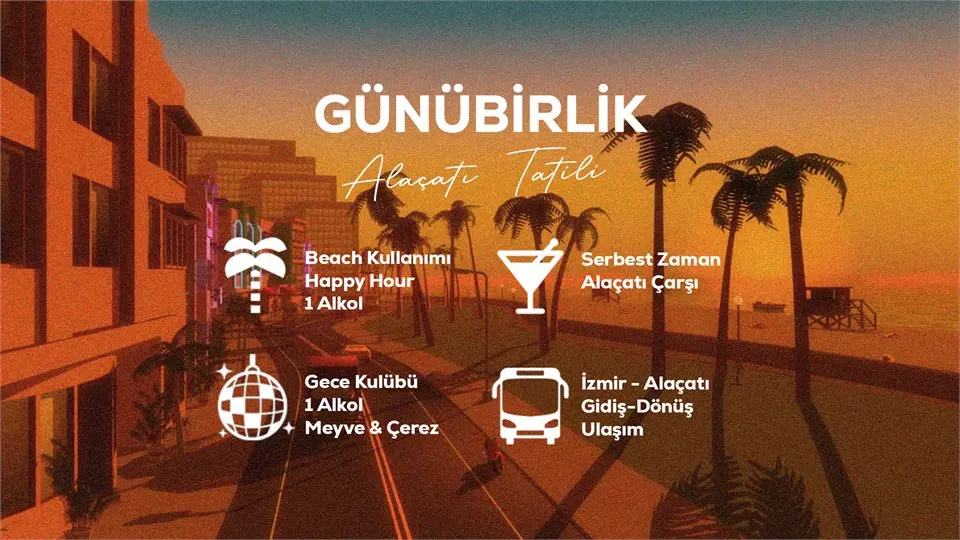 GÜNÜBİRLİK
Alaçatı Tatili
Beach Kullanımı
Happy Hour
1 Alkol
Serbest Zaman
Alaçatı Çarşı
Gece Kulübü
1 Alkol
Meyve & Çerez
İzmir - Alaçatı
Gidiş-Dönüş
Ulaşım